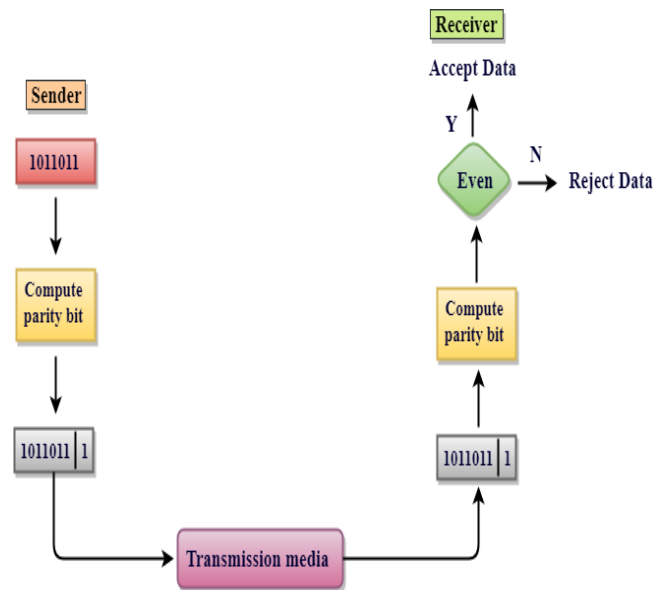 Sender
1011011
Compute
parity bit
1011011 | 1
Transmission media
Receiver
Accept Data
Y
N
Even
Reject Data
Compute
parity bit
1011011 | 1